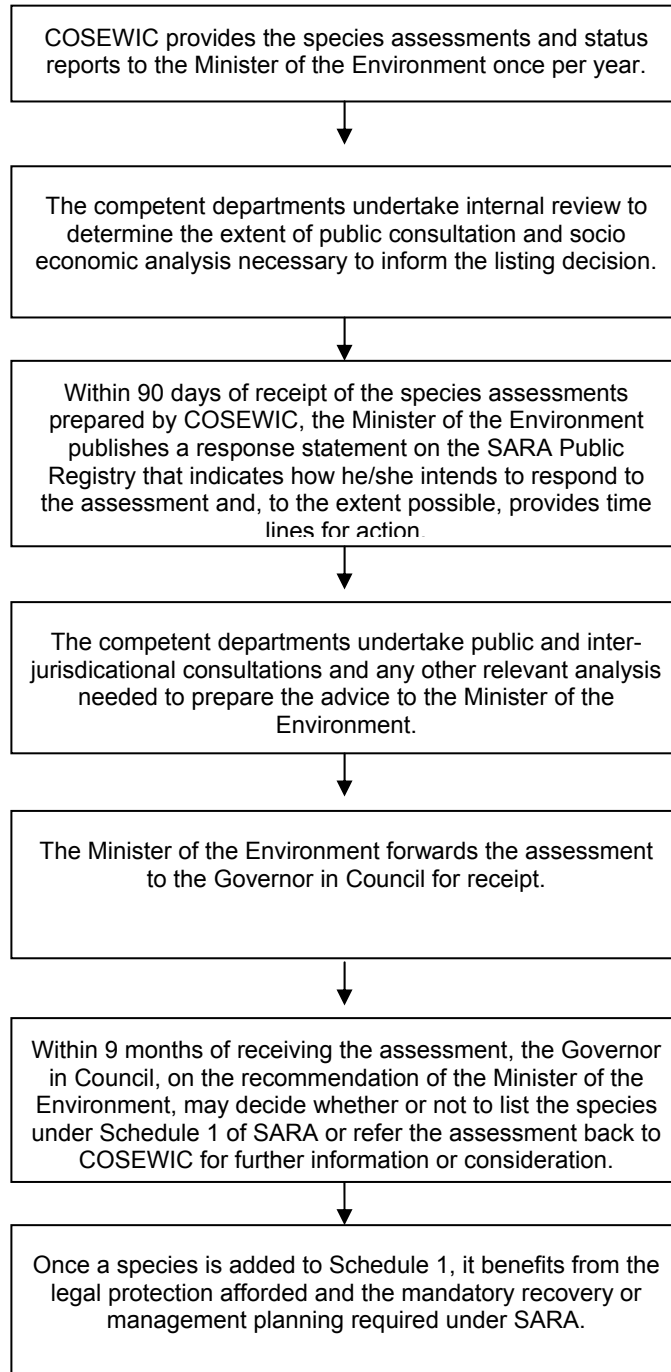 COSEWIC provides the species assessments and status
reports to the Minister of the Environment once per year.
The competent departments undertake internal review to
determine the extent of public consultation and socio
economic analysis necessary to inform the listing decision.
Within 90 days of receipt of the species assessments
prepared by COSEWIC, the Minister of the Environment
publishes a response statement on the SARA Public
Registry that indicates how he/she intends to respond to
the assessment and, to the extent possible, provides time
lines for action.
The competent departments undertake public and inter-
jurisdicational consultations and any other relevant analysis
needed to prepare the advice to the Minister of the
Environment.
The Minister of the Environment forwards the assessment
to the Governor in Council for receipt.
Within 9 months of receiving the assessment, the Governor
in Council, on the recommendation of the Minister of the
Environment, may decide whether or not to list the species
under Schedule 1 of SARA or refer the assessment back to
COSEWIC for further information or consideration.
Once a species is added to Schedule 1, it benefits from the
legal protection afforded and the mandatory recovery or
management planning required under SARA.